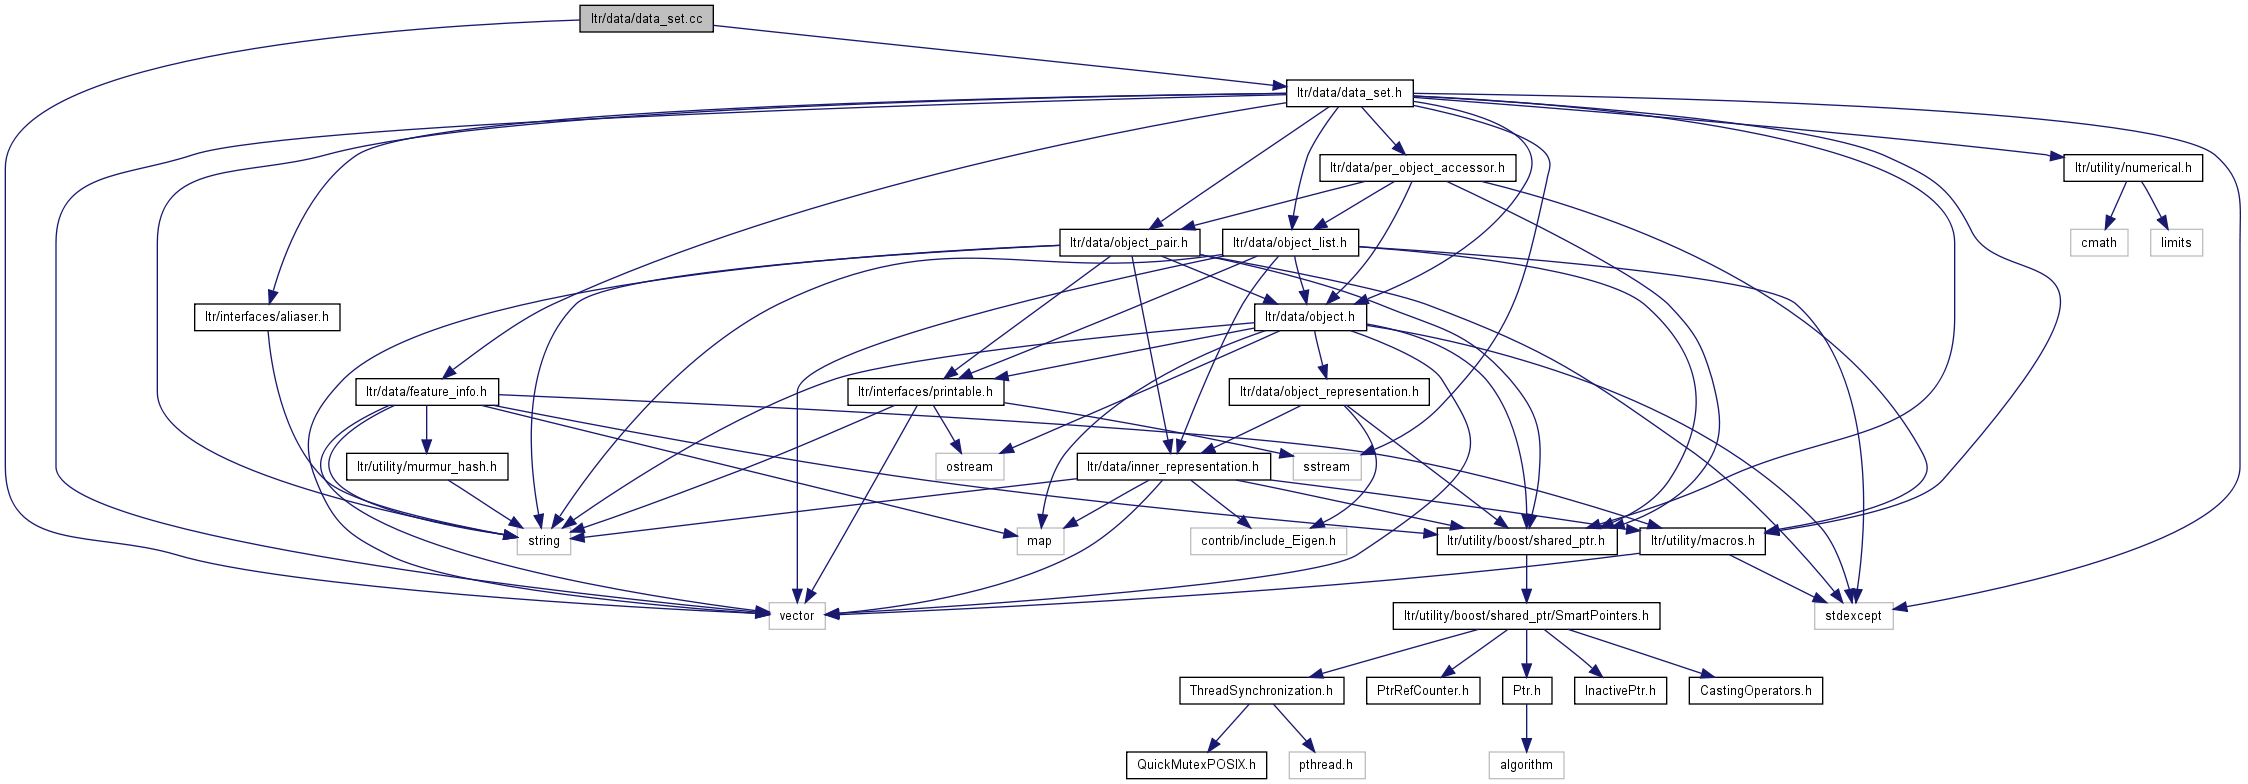 ltr/data/data_set.cc
ltr/data/data_set.h
ltr/data/per_object_accessor.h
ltr/utility/numerical.h
ltr/data/object_pair.h
ltr/data/object_list.h
cmath
limits
ltr/interfaces/aliaser.h
ltr/data/object.h
ltr/data/feature_info.h
ltr/interfaces/printable.h
ltr/data/object_representation.h
ltr/utility/murmur_hash.h
ostream
ltr/data/inner_representation.h
sstream
string
map
contrib/include_Eigen.h
ltr/utility/boost/shared_ptr.h
ltr/utility/macros.h
vector
ltr/utility/boost/shared_ptr/SmartPointers.h
stdexcept
ThreadSynchronization.h
PtrRefCounter.h
Ptr.h
InactivePtr.h
CastingOperators.h
QuickMutexPOSIX.h
pthread.h
algorithm